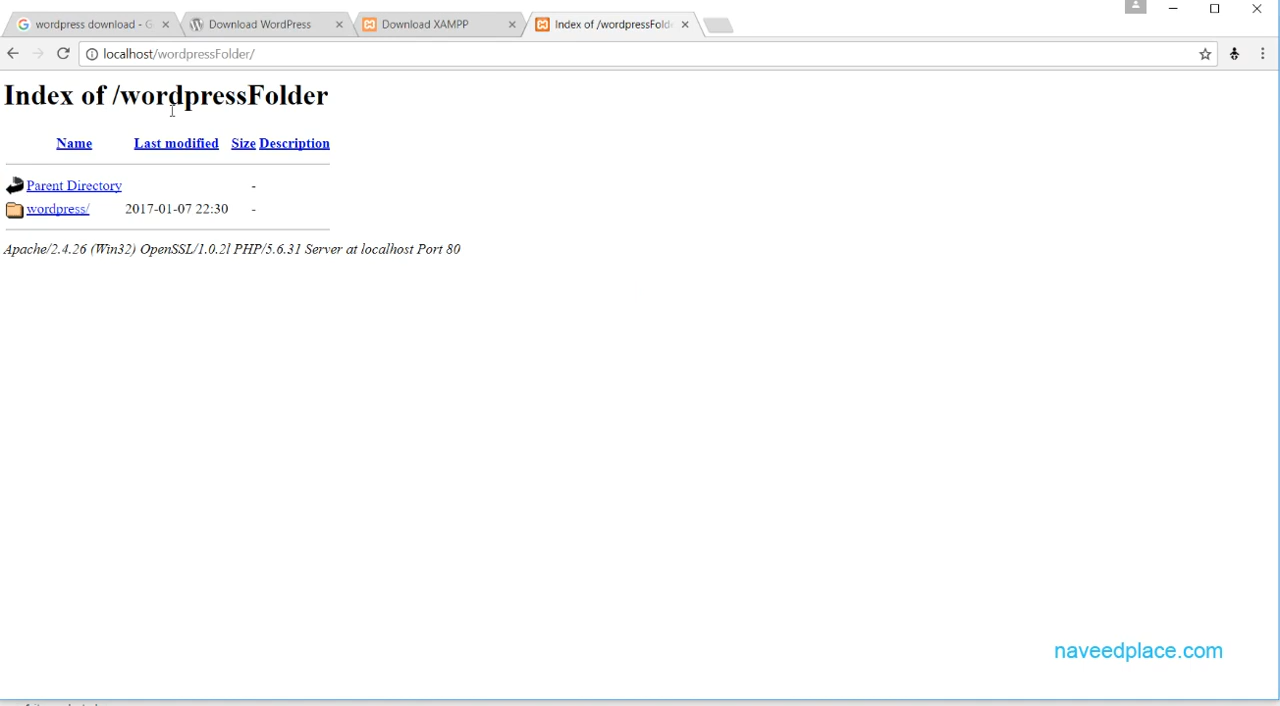 wordpress download - G
Download WordPress
Download XAMPP
Index of /wordpressFolde
localhost/wordpressFolder/
Index of /wordpressFolder
Name Last modified Size Description
Parent Directory -
wordpress/ 2017-01-07 22:30 -
Apache/2.4.26 (Win32) OpenSSL/1.0.2l PHP/5.6.31 Server at localhost Port 80
naveedplace.com